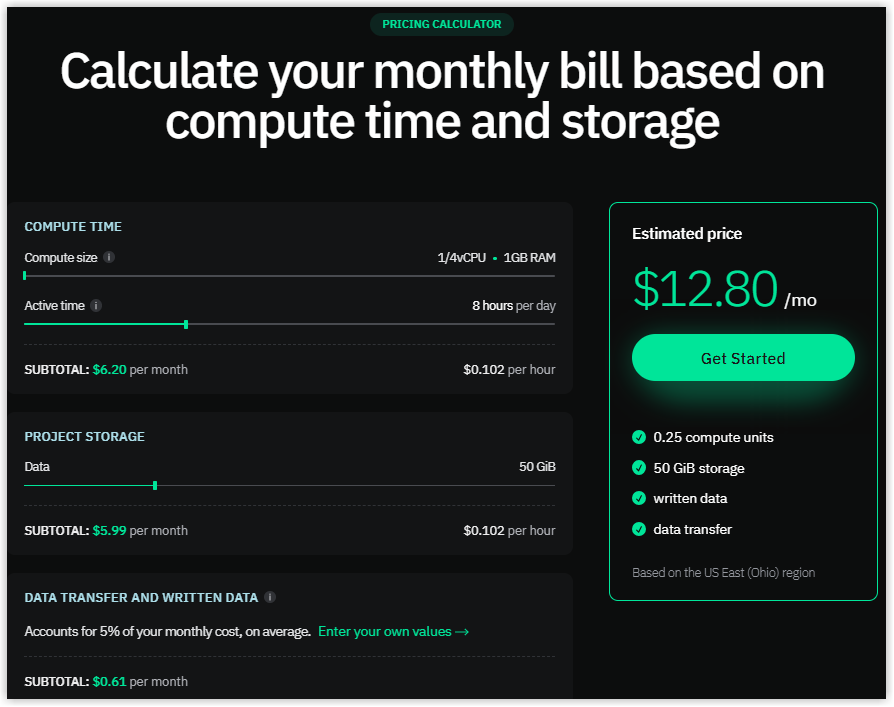 PRICING CALCULATOR
Calculate your monthly bill based on
compute time and storage
COMPUTE TIME
Compute size i
1/4vCPU • 1GB RAM
Active time i
8 hours per day
SUBTOTAL: $6.20 per month
$0.102 per hour
PROJECT STORAGE
Data
50 GiB
SUBTOTAL: $5.99 per month
$0.102 per hour
DATA TRANSFER AND WRITTEN DATA i
Accounts for 5% of your monthly cost, on average. Enter your own values →
SUBTOTAL: $0.61 per month
Estimated price
$12.80 /mo
Get Started
0.25 compute units
50 GiB storage
written data
data transfer
Based on the US East (Ohio) region